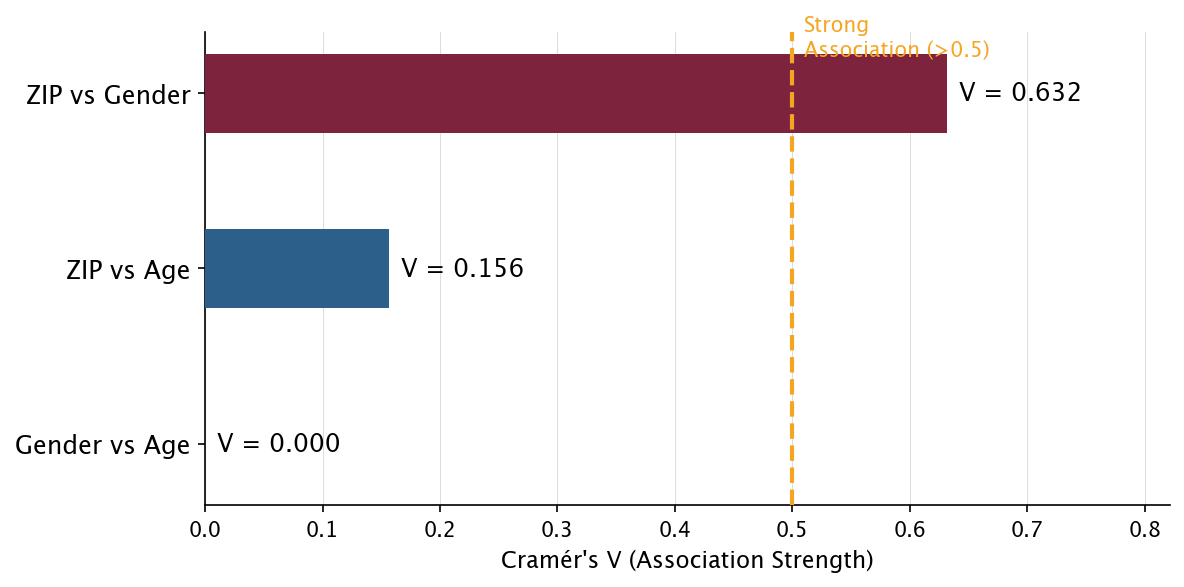 Strong
Association (>0.5)
ZIP vs Gender
V = 0.632
ZIP vs Age
V = 0.156
Gender vs Age
V = 0.000
0.0 0.1 0.2 0.3 0.4 0.5 0.6 0.7 0.8
Cramér's V (Association Strength)